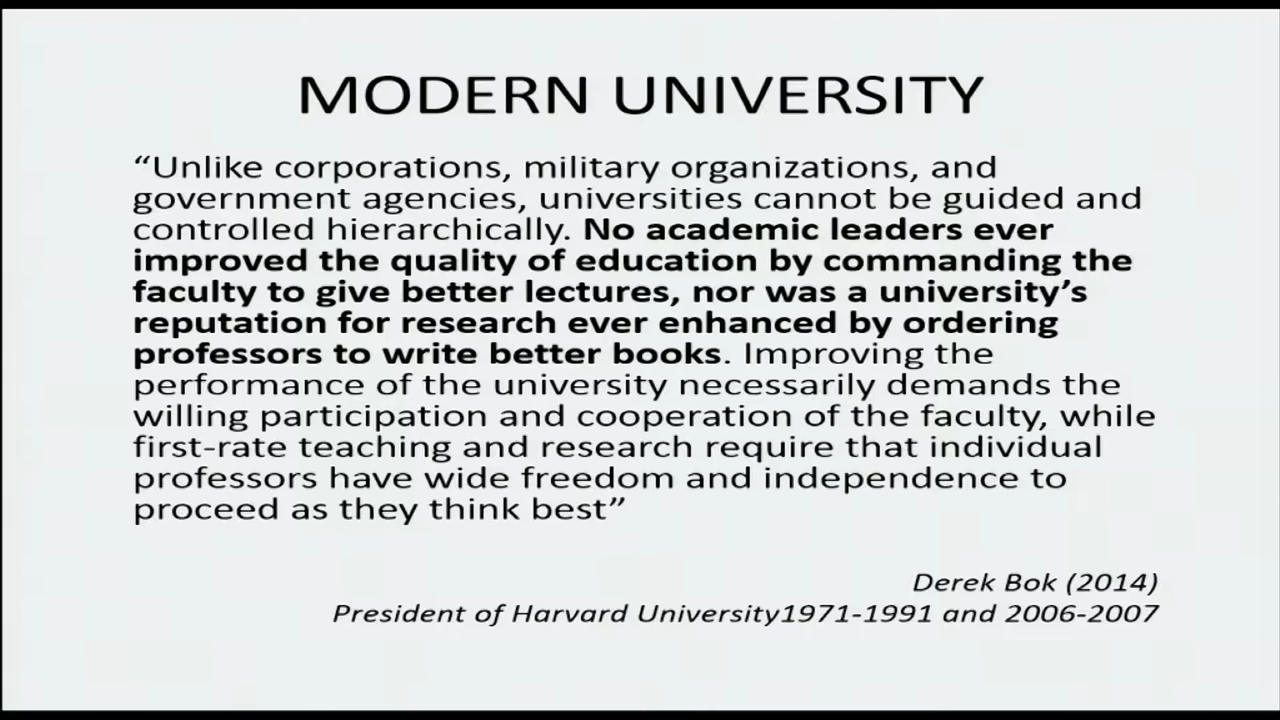 MODERN UNIVERSITY
“Unlike corporations, military organizations, and
government agencies, universities cannot be guided and
controlled hierarchically. No academic leaders ever
improved the quality of education by commanding the
faculty to give better lectures, nor was a university’s
reputation for research ever enhanced by ordering
professors to write better books. Improving the
performance of the university necessarily demands the
willing participation and cooperation of the faculty, while
first-rate teaching and research require that individual
professors have wide freedom and independence to
proceed as they think best”
Derek Bok (2014)
President of Harvard University1971-1991 and 2006-2007